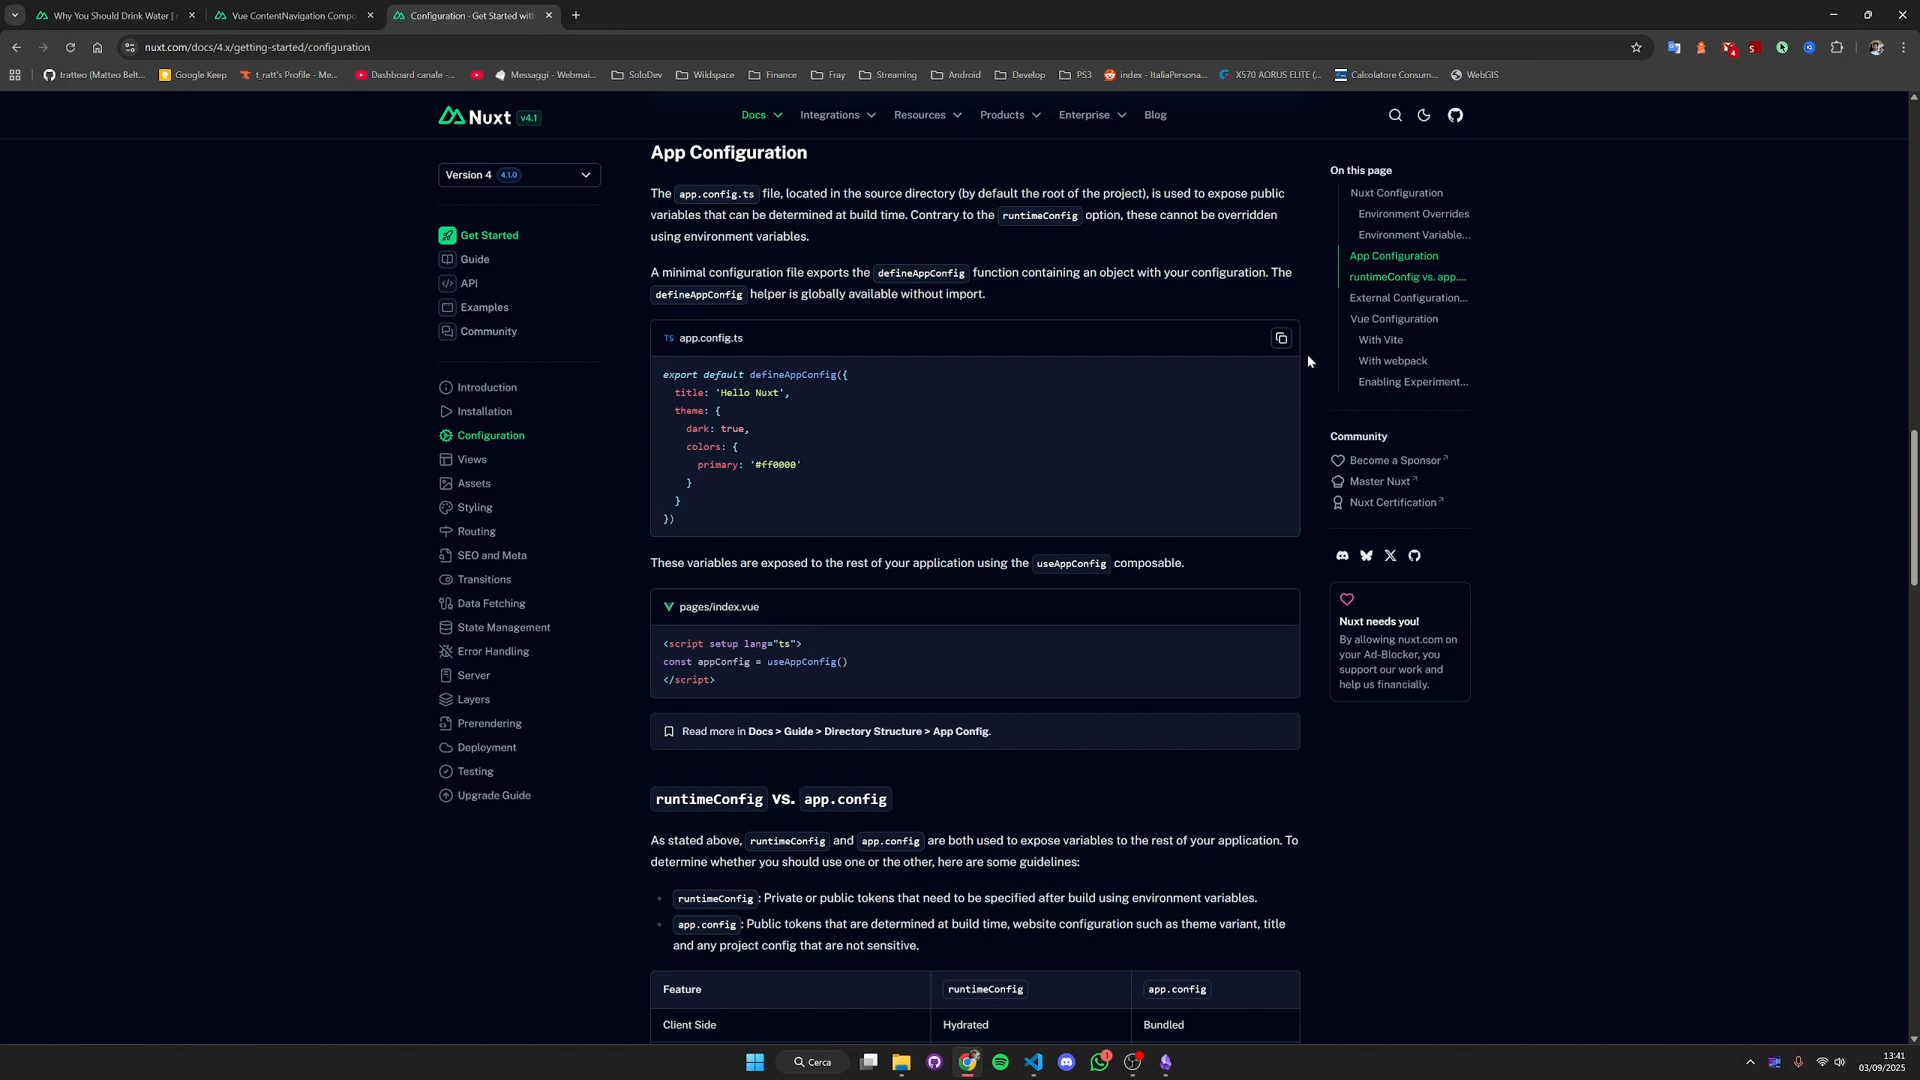 Why You Should Drink Water |
Vue ContentNavigation Compo
Configuration · Get Started with
nuxt.com/docs/4.x/getting-started/configuration
tratteo (Matteo Belt...
Google Keep
t_ratt's Profile - Me...
Dashboard canale -...
Messaggi - Webmai...
SoloDev
Wildspace
Finance
Fray
Streaming
Android
Develop
PS3
index - ItaliaPersona...
X570 AORUS ELITE (...
Calcolatore Consum...
WebGIS
Nuxt v4.1
Docs
Integrations
Resources
Products
Enterprise
Blog
Version 4 4.1.0
Get Started
Guide
API
Examples
Community
Introduction
Installation
Configuration
Views
Assets
Styling
Routing
SEO and Meta
Transitions
Data Fetching
State Management
Error Handling
Server
Layers
Prerendering
Deployment
Testing
Upgrade Guide
App Configuration
The app.config.ts file, located in the source directory (by default the root of the project), is used to expose public
variables that can be determined at build time. Contrary to the runtimeConfig option, these cannot be overridden
using environment variables.
A minimal configuration file exports the defineAppConfig function containing an object with your configuration. The
defineAppConfig helper is globally available without import.
TS app.config.ts
export default defineAppConfig({
title: 'Hello Nuxt',
theme: {
dark: true,
colors: {
primary: '#ff0000'
}
}
})
These variables are exposed to the rest of your application using the useAppConfig composable.
pages/index.vue
<script setup lang="ts">
const appConfig = useAppConfig()
</script>
Read more in Docs > Guide > Directory Structure > App Config.
runtimeConfig vs. app.config
As stated above, runtimeConfig and app.config are both used to expose variables to the rest of your application. To
determine whether you should use one or the other, here are some guidelines:
runtimeConfig: Private or public tokens that need to be specified after build using environment variables.
app.config: Public tokens that are determined at build time, website configuration such as theme variant, title
and any project config that are not sensitive.
Feature runtimeConfig app.config
Client Side Hydrated Bundled
On this page
Nuxt Configuration
Environment Overrides
Environment Variable...
App Configuration
runtimeConfig vs. app....
External Configuration...
Vue Configuration
With Vite
With webpack
Enabling Experiment...
Community
Become a Sponsor
Master Nuxt
Nuxt Certification
Nuxt needs you!
By allowing nuxt.com on
your Ad-Blocker, you
support our work and
help us financially.
Cerca
1
13:41
03/09/2025